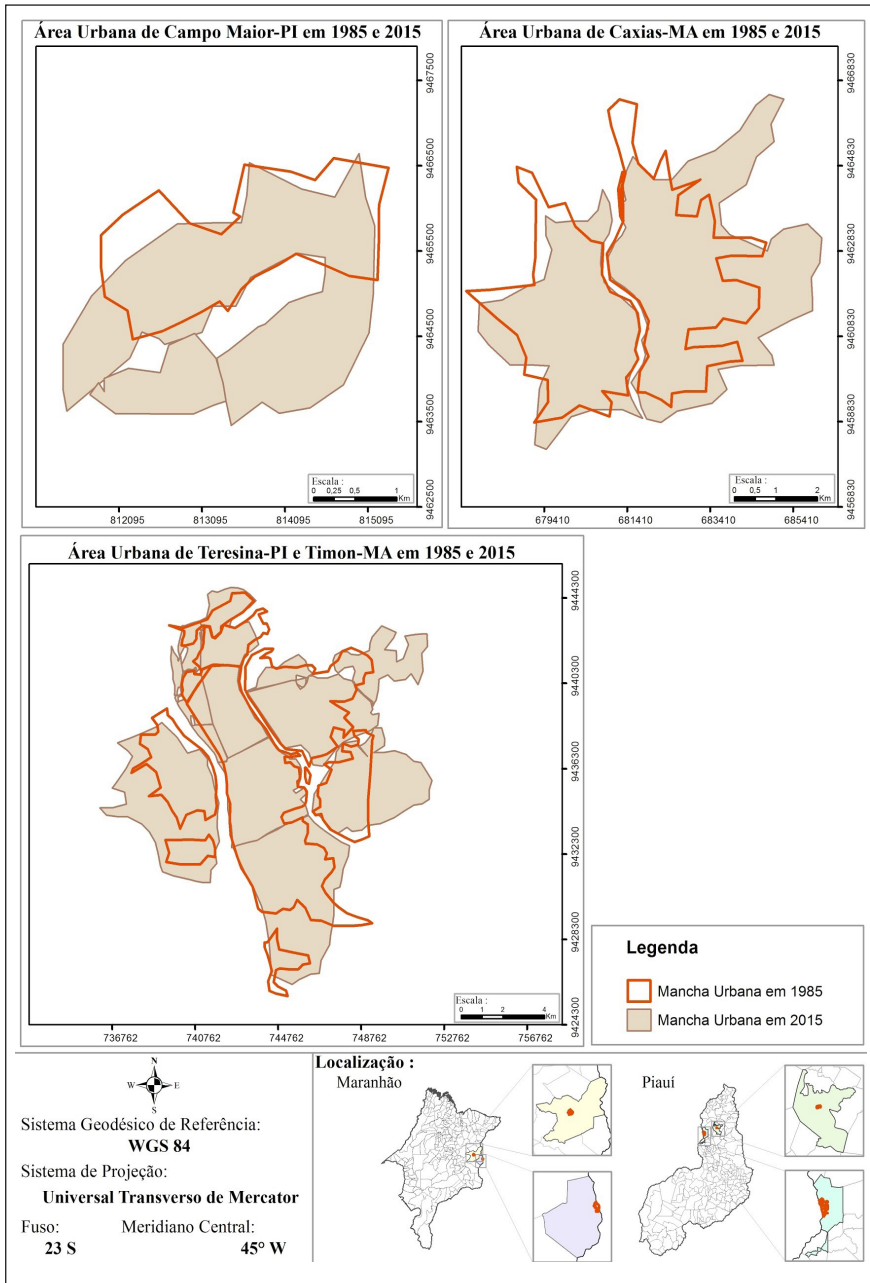 Área Urbana de Campo Maior-PI em 1985 e 2015
9467500
9466500
9465500
9464500
9463500
9462500
Escala :
0 0,25 0,5 1
Km
812095 813095 814095 815095
Área Urbana de Caxias-MA em 1985 e 2015
9466830
9464830
9462830
9460830
9458830
9456830
Escala :
0 0,5 1 2
Km
679410 681410 683410 685410
Área Urbana de Teresina-PI e Timon-MA em 1985 e 2015
9444300
9440300
9436300
9432300
9428300
9424300
Escala :
0 1 2 4
Km
736762 740762 744762 748762 752762 756762
Legenda
Mancha Urbana em 1985
Mancha Urbana em 2015
N
W E
S
Sistema Geodésico de Referência:
WGS 84
Sistema de Projeção:
Universal Transverso de Mercator
Fuso: Meridiano Central:
23 S 45° W
Localização :
Maranhão Piauí